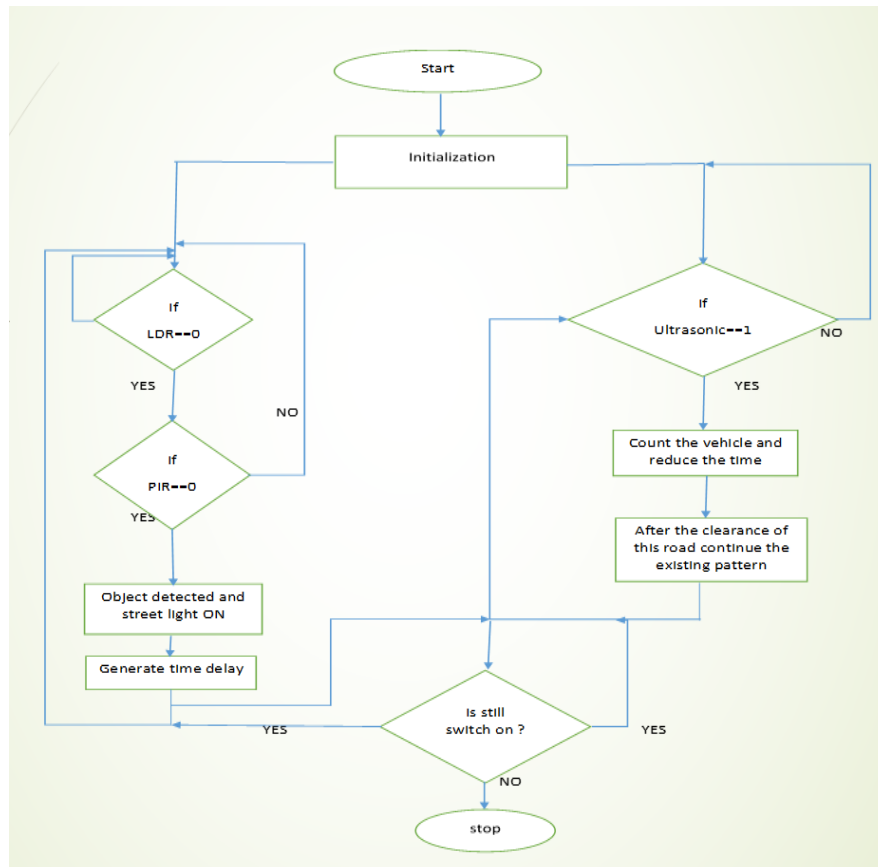 Start
Initialization
If
LDR==0
YES
NO
If
PIR==0
YES
Object detected and
street light ON
Generate time delay
If
Ultrasonic==1
NO
YES
Count the vehicle and
reduce the time
After the clearance of
this road continue the
existing pattern
Is still
switch on ?
YES
YES
NO
stop